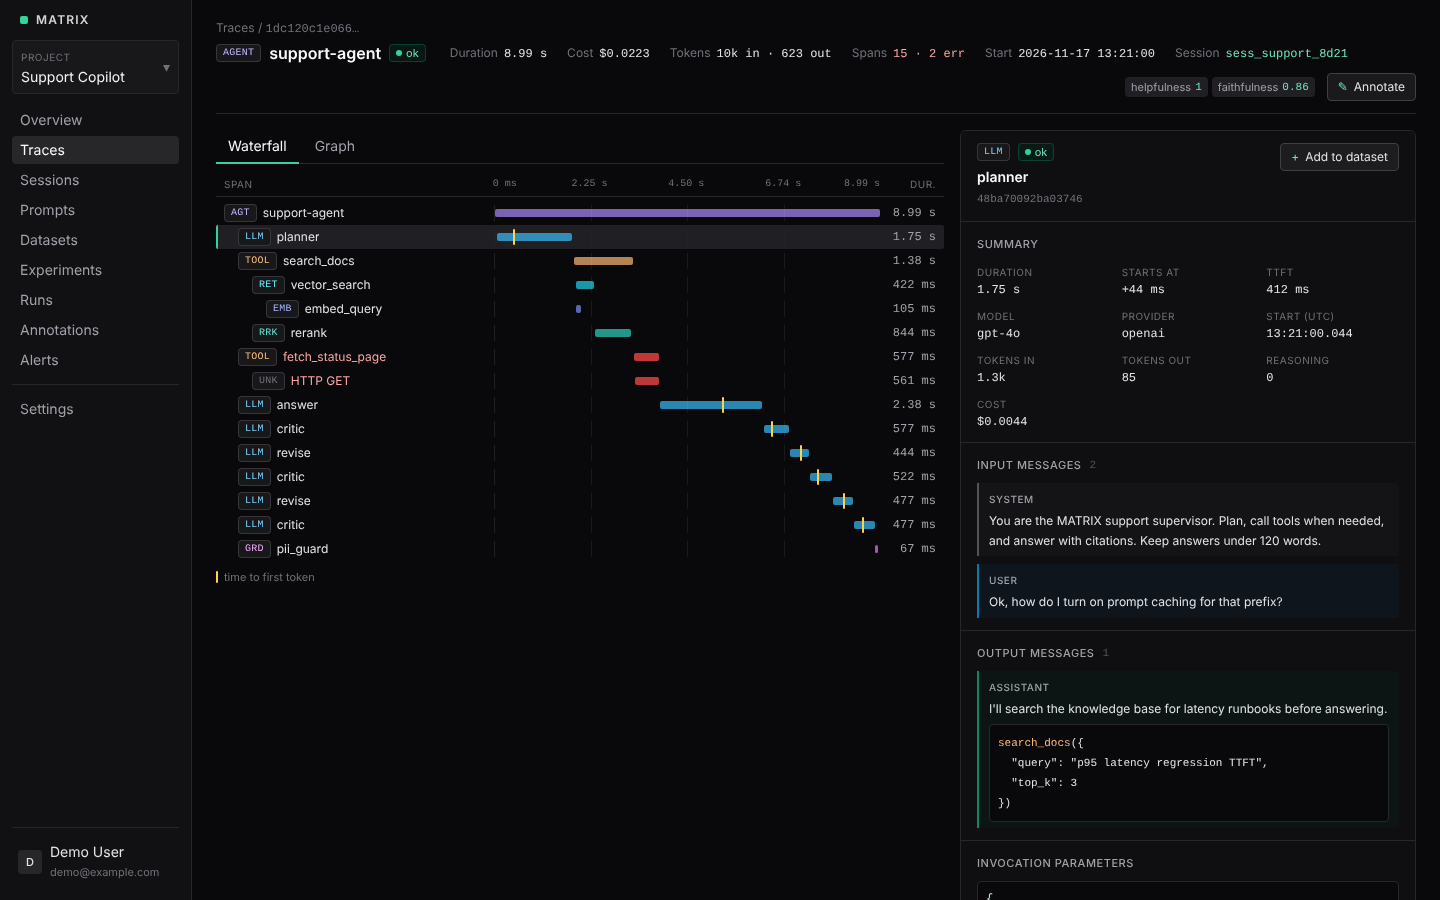 MATRIX
PROJECT
Support Copilot
Overview
Traces
Sessions
Prompts
Datasets
Experiments
Runs
Annotations
Alerts
Settings
D
Demo User
demo@example.com
Traces / 1dc120c1e066…
AGENT support-agent ok Duration 8.99 s Cost $0.0223 Tokens 10k in · 623 out Spans 15 · 2 err Start 2026-11-17 13:21:00 Session sess_support_8d21
helpfulness 1 faithfulness 0.86 ✎ Annotate
Waterfall Graph
SPAN 0 ms 2.25 s 4.50 s 6.74 s 8.99 s DUR.
AGT support-agent 8.99 s
LLM planner 1.75 s
TOOL search_docs 1.38 s
RET vector_search 422 ms
EMB embed_query 105 ms
RRK rerank 844 ms
TOOL fetch_status_page 577 ms
UNK HTTP GET 561 ms
LLM answer 2.38 s
LLM critic 577 ms
LLM revise 444 ms
LLM critic 522 ms
LLM revise 477 ms
LLM critic 477 ms
GRD pii_guard 67 ms
time to first token
LLM ok + Add to dataset
planner
48ba70092ba03746
SUMMARY
DURATION STARTS AT TTFT
1.75 s +44 ms 412 ms
MODEL PROVIDER START (UTC)
gpt-4o openai 13:21:00.044
TOKENS IN TOKENS OUT REASONING
1.3k 85 0
COST
$0.0044
INPUT MESSAGES 2
SYSTEM
You are the MATRIX support supervisor. Plan, call tools when needed,
and answer with citations. Keep answers under 120 words.
USER
Ok, how do I turn on prompt caching for that prefix?
OUTPUT MESSAGES 1
ASSISTANT
I'll search the knowledge base for latency runbooks before answering.
search_docs({
"query": "p95 latency regression TTFT",
"top_k": 3
})
INVOCATION PARAMETERS
{